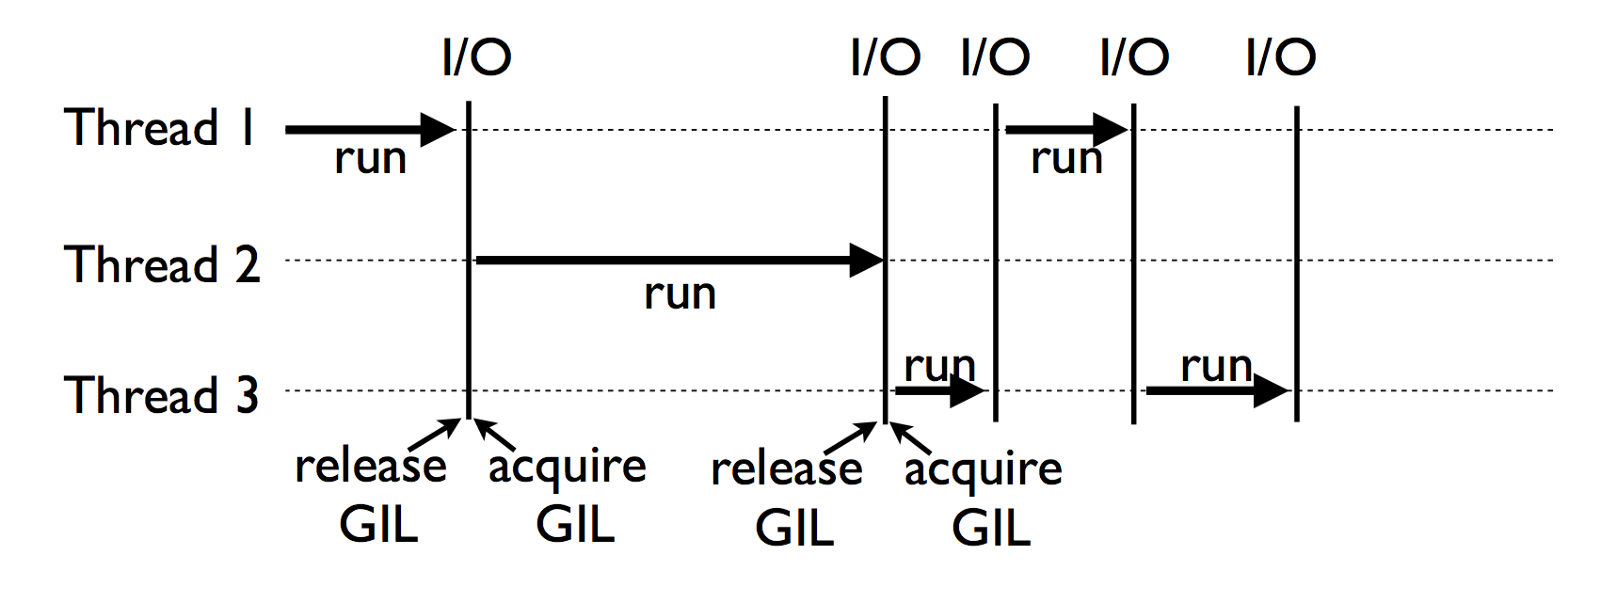 I/O I/O I/O I/O I/O
Thread 1
run run
Thread 2
run
run run
Thread 3
release acquire release acquire
GIL GIL GIL GIL